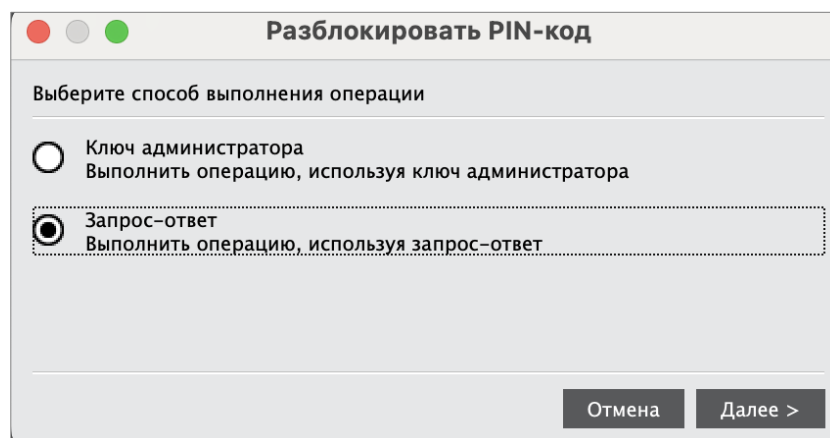 Разблокировать PIN-код
Выберите способ выполнения операции
Ключ администратора
Выполнить операцию, используя ключ администратора
Запрос-ответ
Выполнить операцию, используя запрос-ответ
Отмена
Далее >